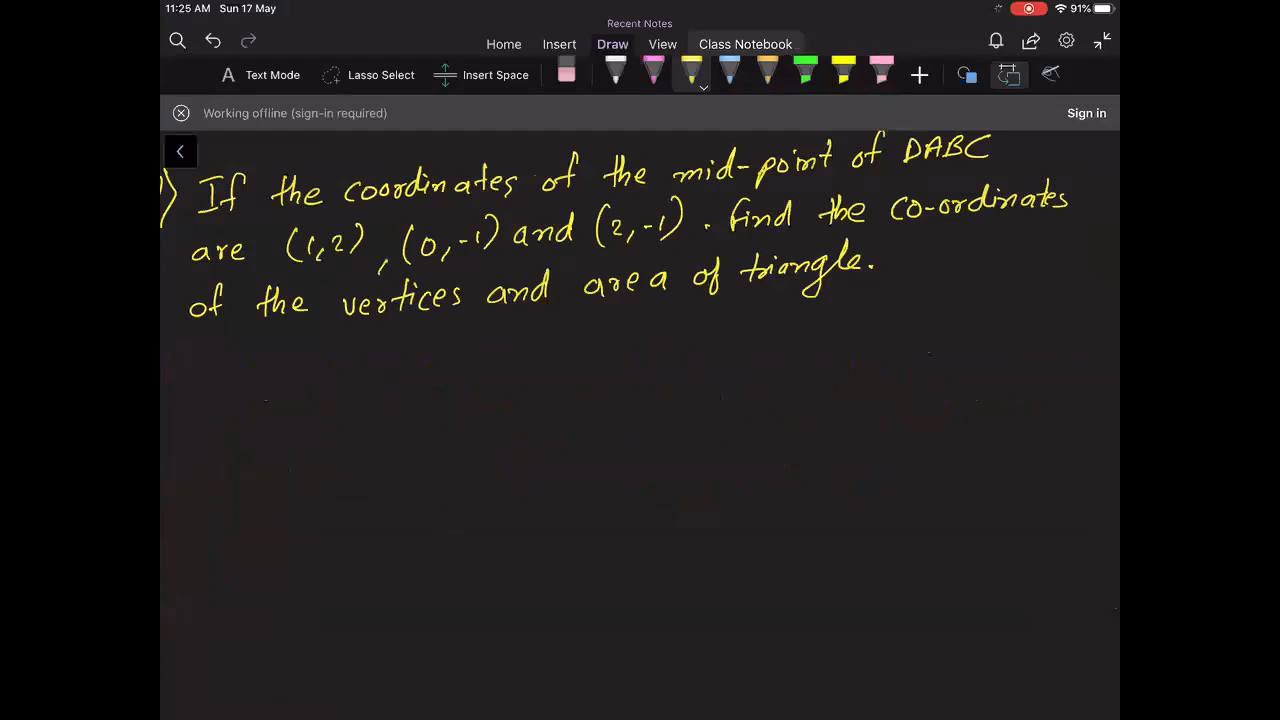 11:25 AM Sun 17 May
91%
Recent Notes
Home Insert Draw View Class Notebook
Text Mode Lasso Select Insert Space
Working offline (sign-in required) Sign in
) If the coordinates of the mid-point of DABC
are (1,2), (0,-1) and (2,-1). find the co-ordinates
of the vertices and area of triangle.